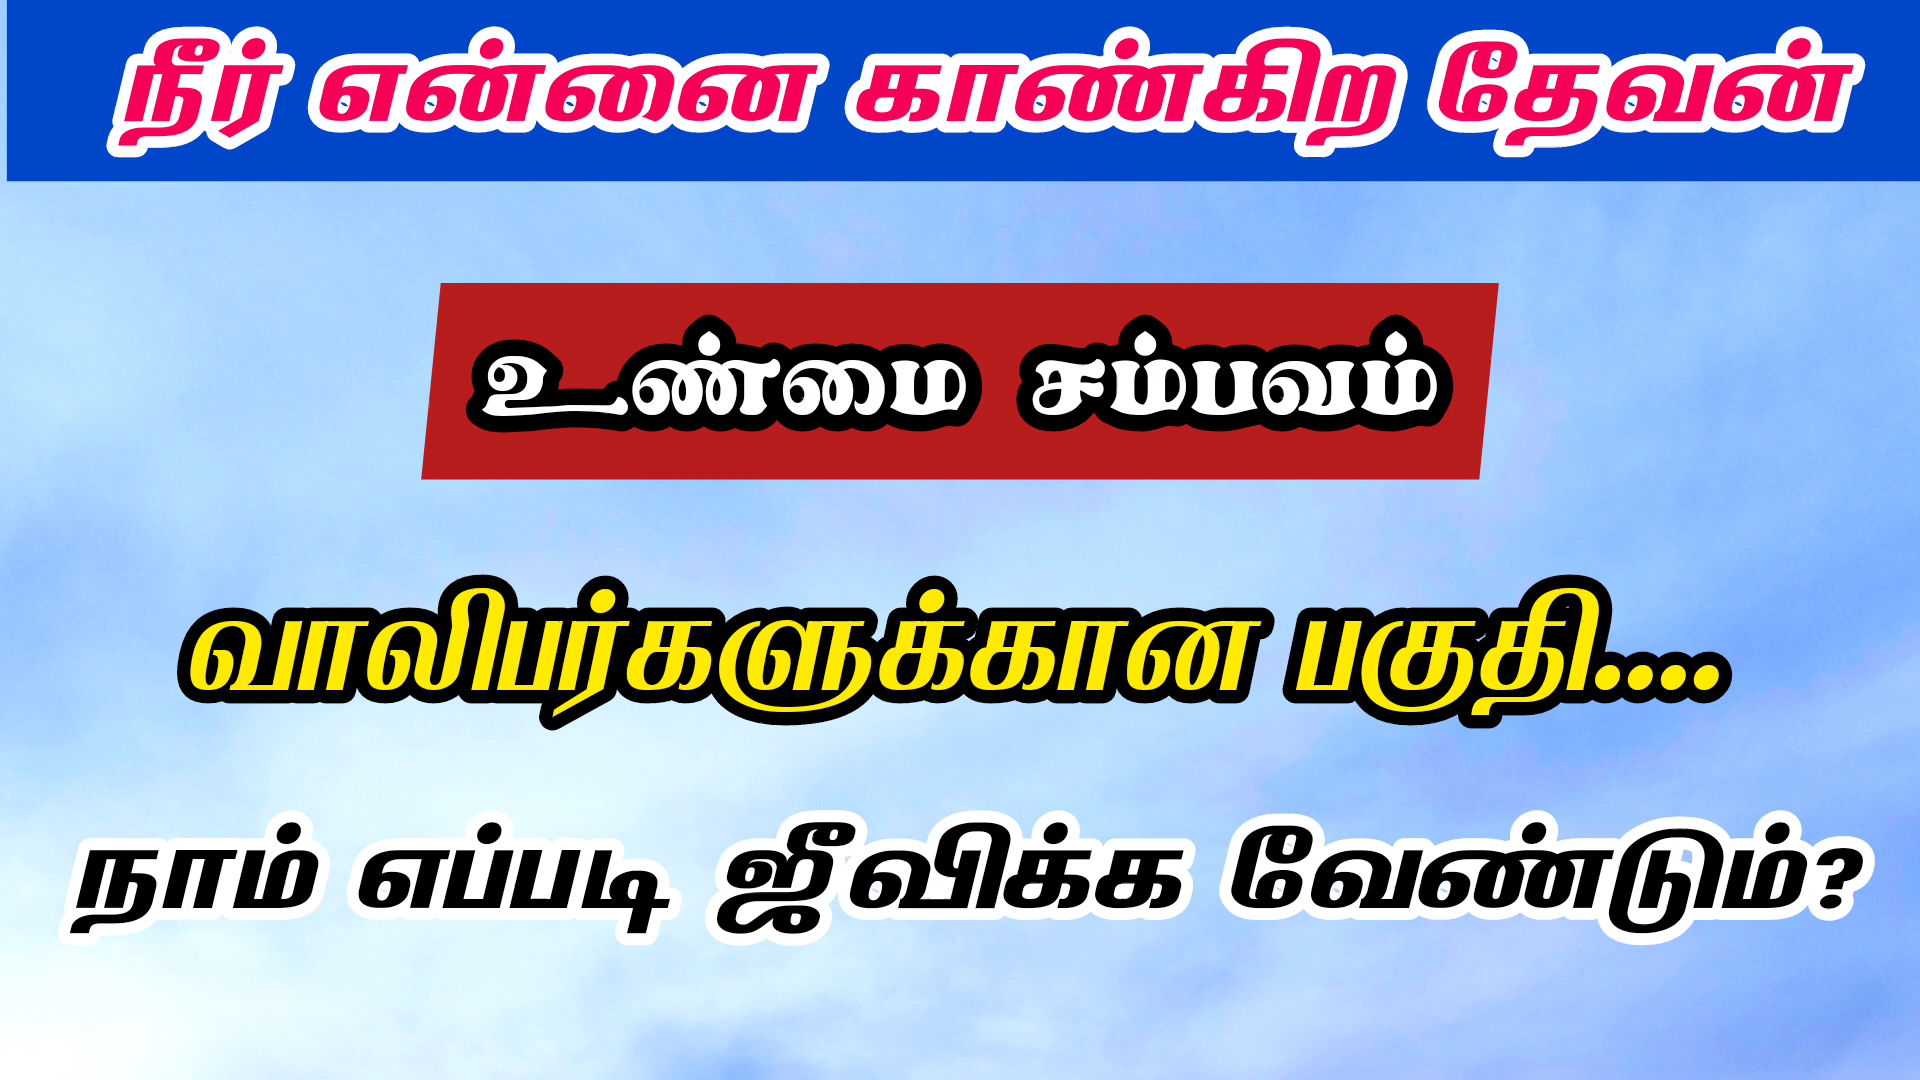 நீர் என்னை காண்கிற தேவன்
உண்மை சம்பவம்
வாலிபர்களுக்கான பகுதி....
நாம் எப்படி ஜீவிக்க வேண்டும்?